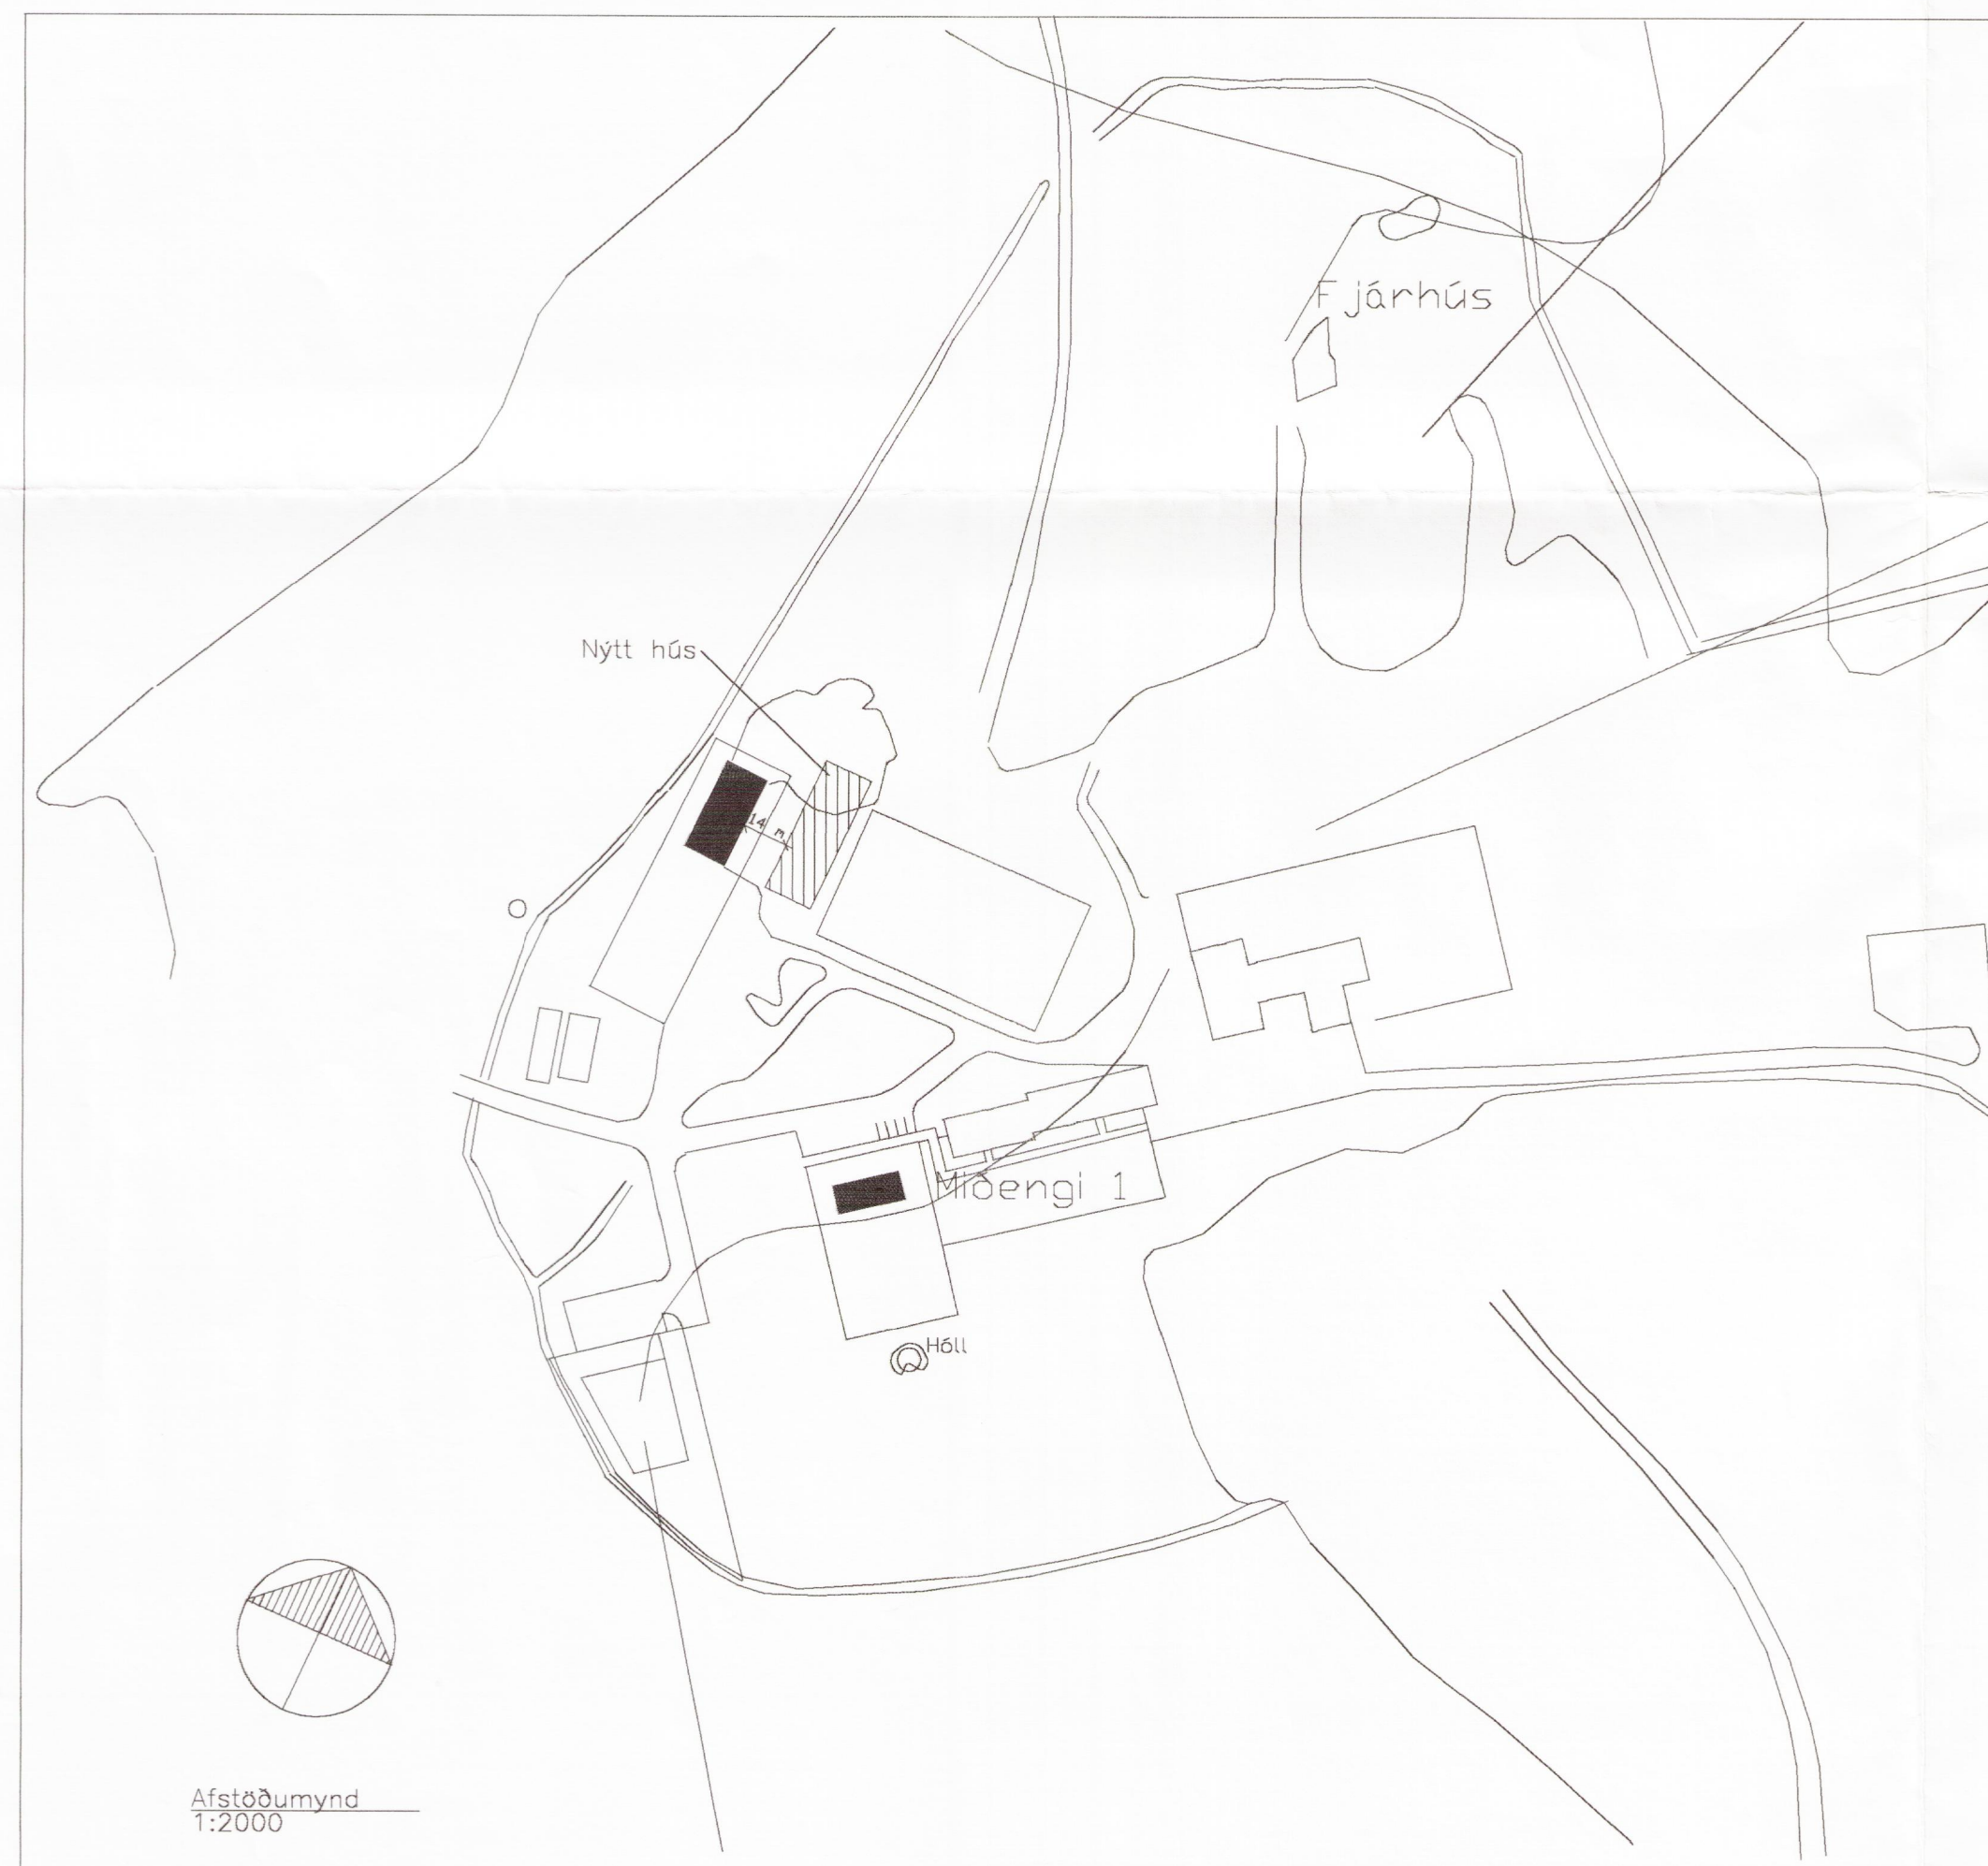 Fjárhús
Nýtt hús
14 m.
Miðengi 1
Hóll
Afstöðumynd
1:2000